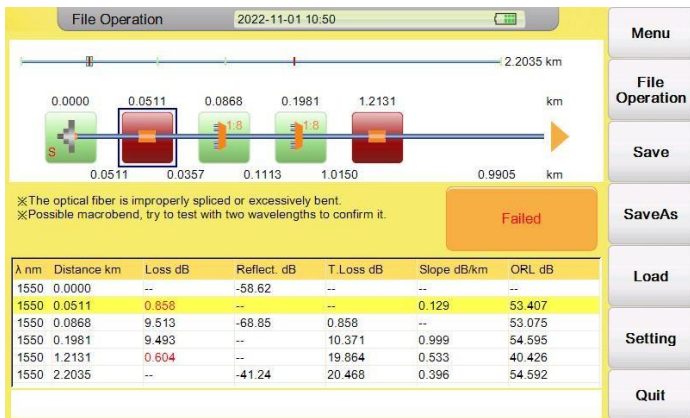 File Operation 2022-11-01 10:50
Menu
2.2035 km
File Operation
0.0000 0.0511 0.0868 0.1981 1.2131 km
1:8 1:8
S
Save
0.0511 0.0357 0.1113 1.0150 0.9905 km
※The optical fiber is improperly spliced or excessively bent.
※Possible macrobend, try to test with two wavelengths to confirm it.
Failed
SaveAs
λ nm Distance km Loss dB Reflect. dB T.Loss dB Slope dB/km ORL dB
Load
1550 0.0000 -- -58.62 -- -- --
1550 0.0511 0.858 -- -- 0.129 53.407
1550 0.0868 9.513 -68.85 0.858 -- 53.075
1550 0.1981 9.493 -- 10.371 0.999 54.595
Setting
1550 1.2131 0.604 -- 19.864 0.533 40.426
1550 2.2035 -- -41.24 20.468 0.396 54.592
Quit